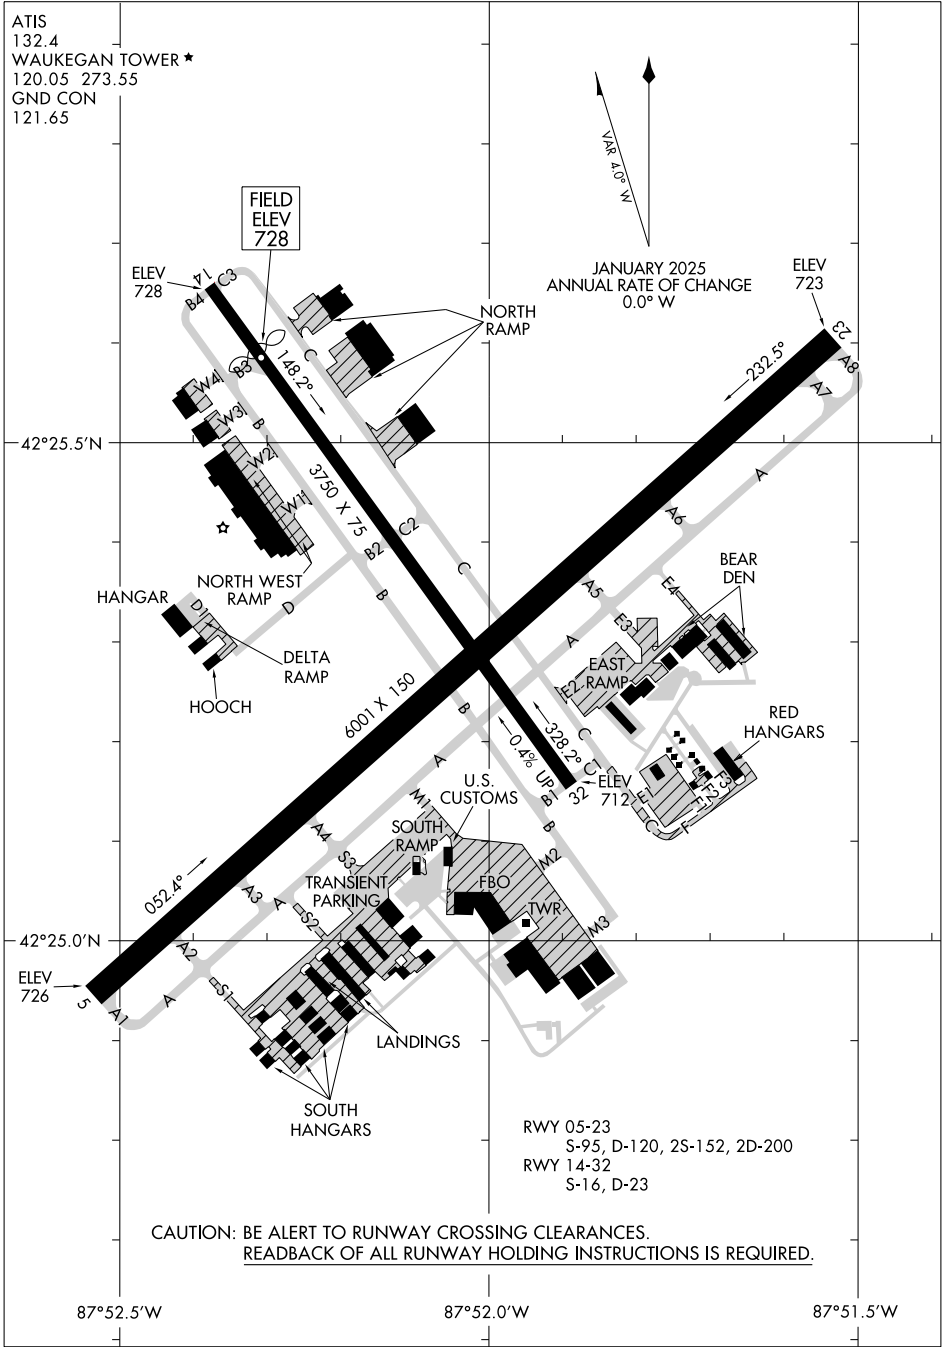 ATIS
132.4
WAUKEGAN TOWER ★
120.05 273.55
GND CON
121.65
VAR 4.0° W
JANUARY 2025
ANNUAL RATE OF CHANGE
0.0° W
FIELD
ELEV
728
ELEV
728
14
C3
B4
NORTH
RAMP
ELEV
723
23
A8
A7
C
B3
148.2°
232.5°
W4
W3
B
W2
W1
42°25.5'N
3750 X 75
A
A6
C2
B2
C
B
NORTH WEST
RAMP
BEAR
DEN
HANGAR
D1
D
A5
E4
E3
A
DELTA
RAMP
HOOCH
EAST
RAMP
E2
6001 X 150
B
RED
HANGARS
C
328.2°
0.4% UP
A
C1
ELEV
712
32
B1
U.S.
CUSTOMS
M1
E1
F3
F2
F1
F
C
B
A4
S3
SOUTH
RAMP
M2
TRANSIENT
PARKING
FBO
052.4°
A3
A
S2
TWR
M3
42°25.0'N
A2
ELEV
726
5
A1
A
S1
LANDINGS
SOUTH
HANGARS
RWY 05-23
S-95, D-120, 2S-152, 2D-200
RWY 14-32
S-16, D-23
CAUTION: BE ALERT TO RUNWAY CROSSING CLEARANCES.
READBACK OF ALL RUNWAY HOLDING INSTRUCTIONS IS REQUIRED.
87°52.5'W
87°52.0'W
87°51.5'W